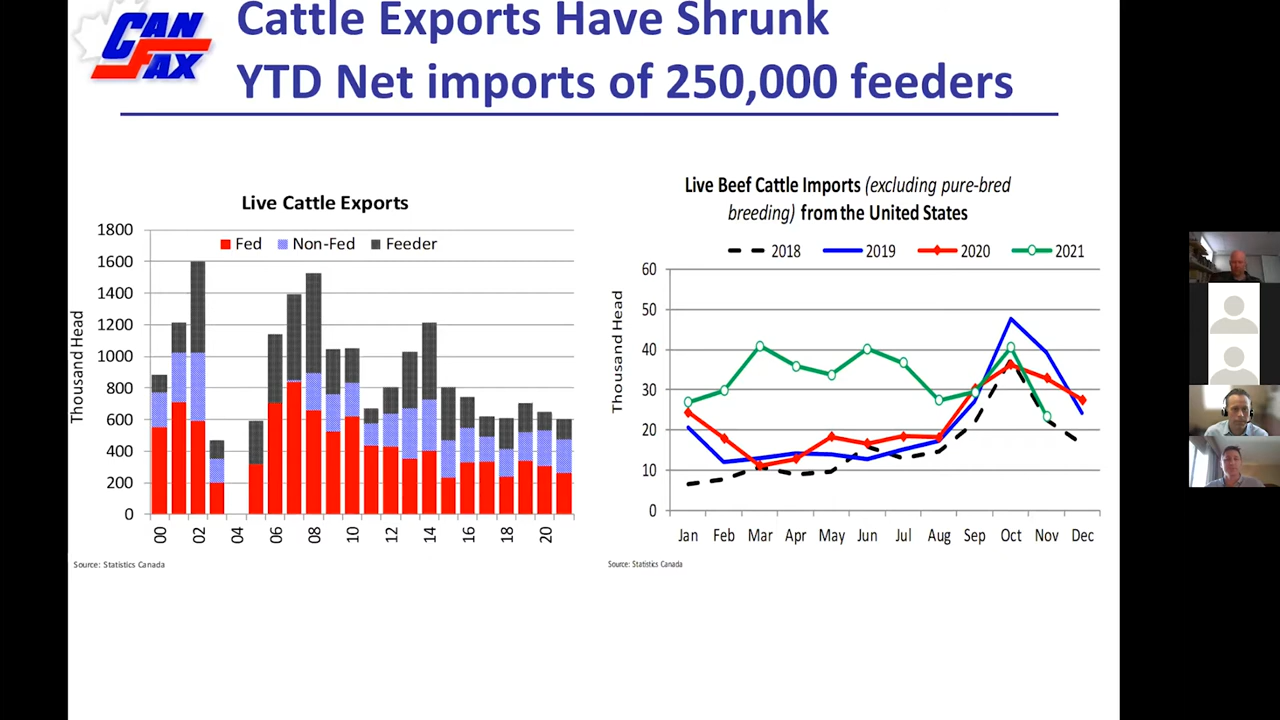 CAN
FAX
Cattle Exports Have Shrunk
YTD Net imports of 250,000 feeders
Live Cattle Exports
Fed Non-Fed Feeder
Thousand Head
1800
1600
1400
1200
1000
800
600
400
200
0
00 02 04 06 08 10 12 14 16 18 20
Source: Statistics Canada
Live Beef Cattle Imports (excluding pure-bred
breeding) from the United States
2018 2019 2020 2021
Thousand Head
60
50
40
30
20
10
0
Jan Feb Mar Apr May Jun Jul Aug Sep Oct Nov Dec
Source: Statistics Canada